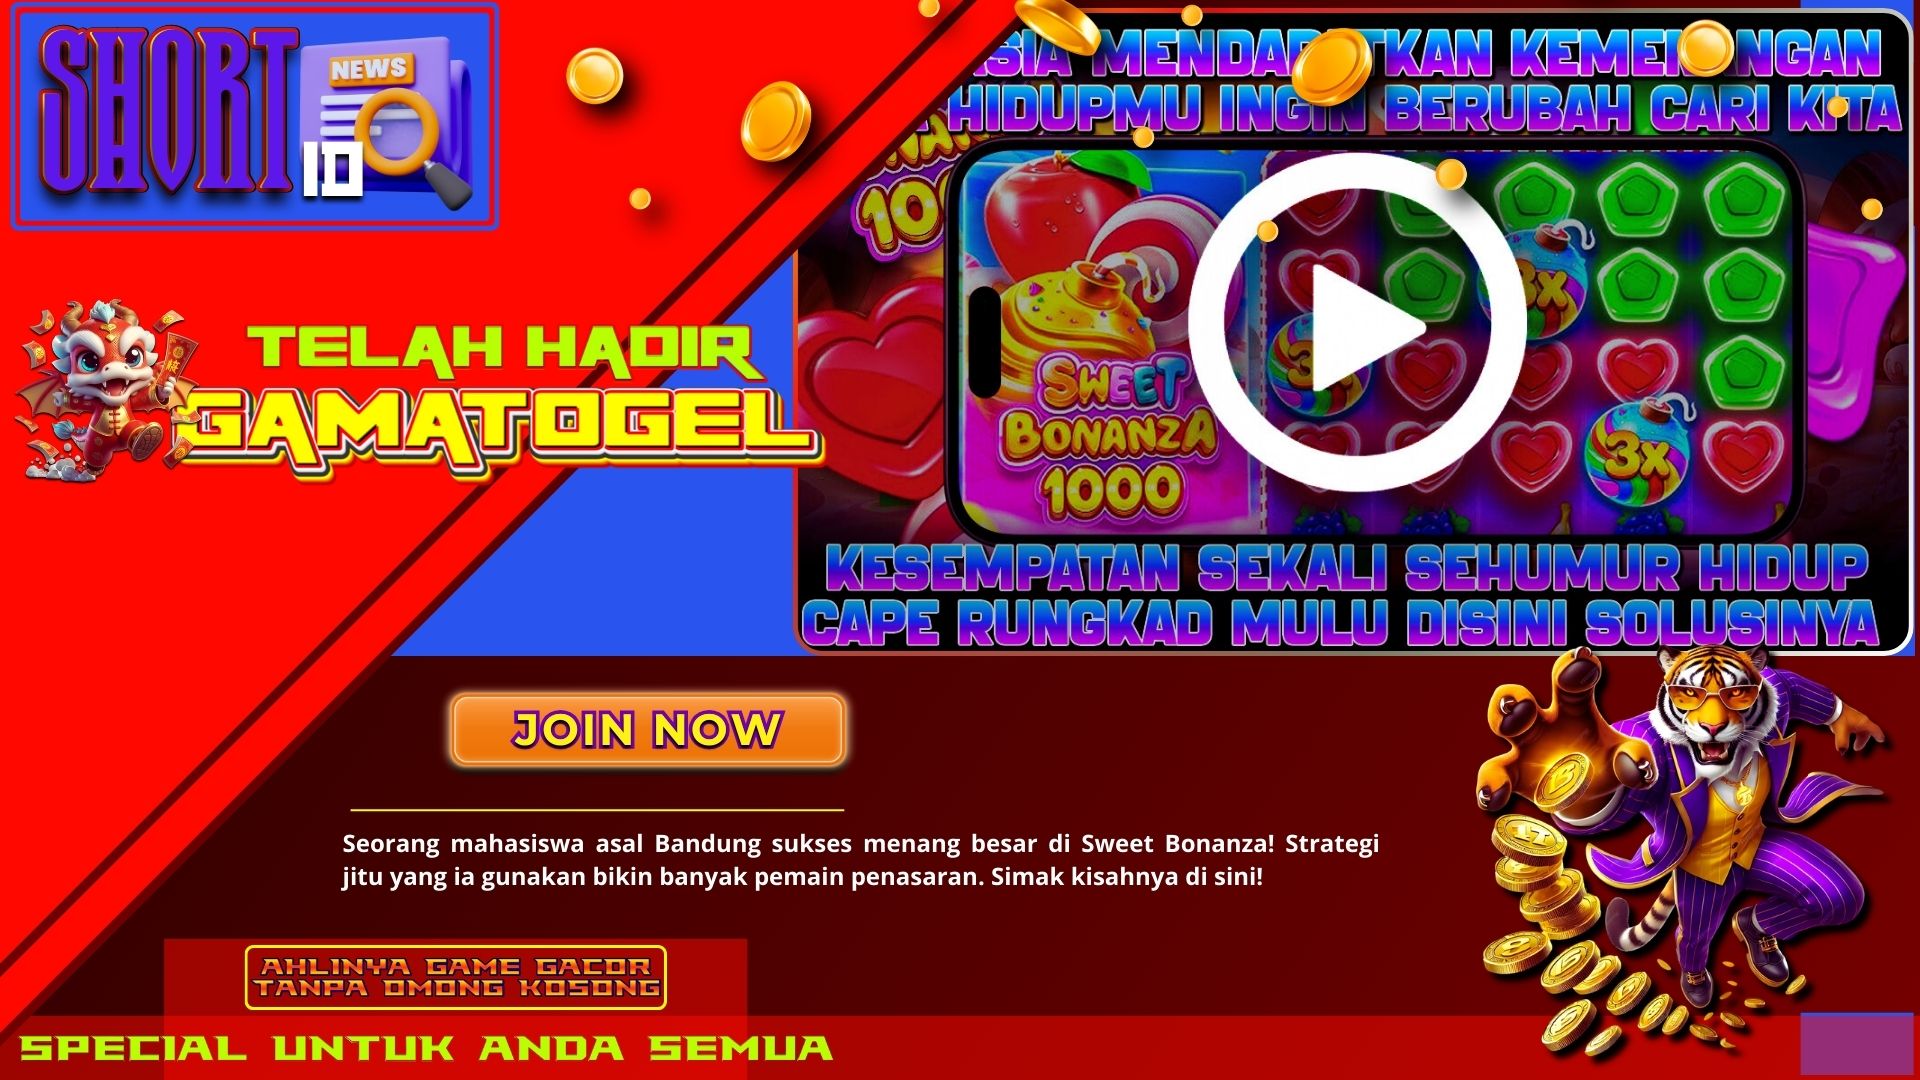 SHORT
ID
NEWS
MENDAPATKAN KEMENANGAN
HIDUPMU INGIN BERUBAH CARI KITA
SWEET
BONANZA
1000
3x
3x
3x
TELAH HADIR
GAMATOGEL
KESEMPATAN SEKALI SEHUMUR HIDUP
CAPE RUNGKAD MULU DISINI SOLUSINYA
JOIN NOW
Seorang mahasiswa asal Bandung sukses menang besar di Sweet Bonanza! Strategi
jitu yang ia gunakan bikin banyak pemain penasaran. Simak kisahnya di sini!
AHLINYA GAME GACOR
TANPA OMONG KOSONG
SPECIAL UNTUK ANDA SEMUA